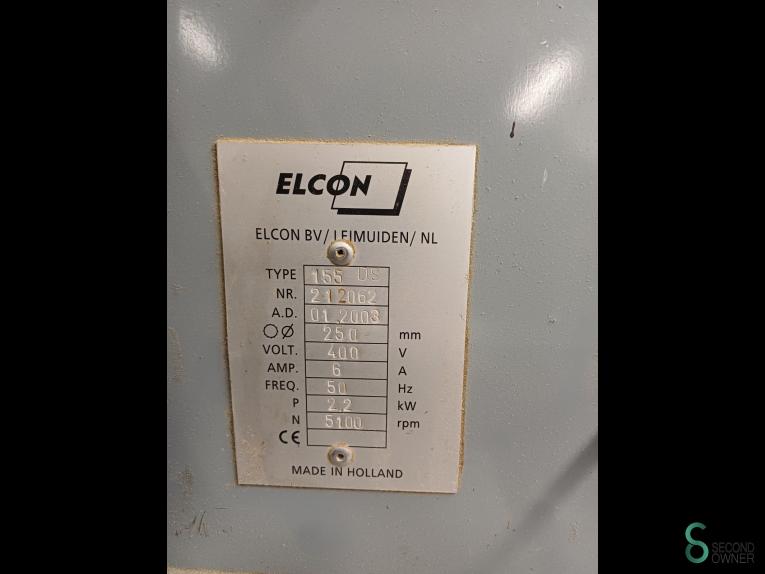 ELCON
ELCON BV/ LEIMUIDEN/ NL
TYPE 155 DS
NR. 212062
A.D. 01.2003
Ø 250 mm
VOLT. 400 V
AMP. 6 A
FREQ. 50 Hz
P 2.2 kW
N 5100 rpm
CE
MADE IN HOLLAND
SECOND
OWNER